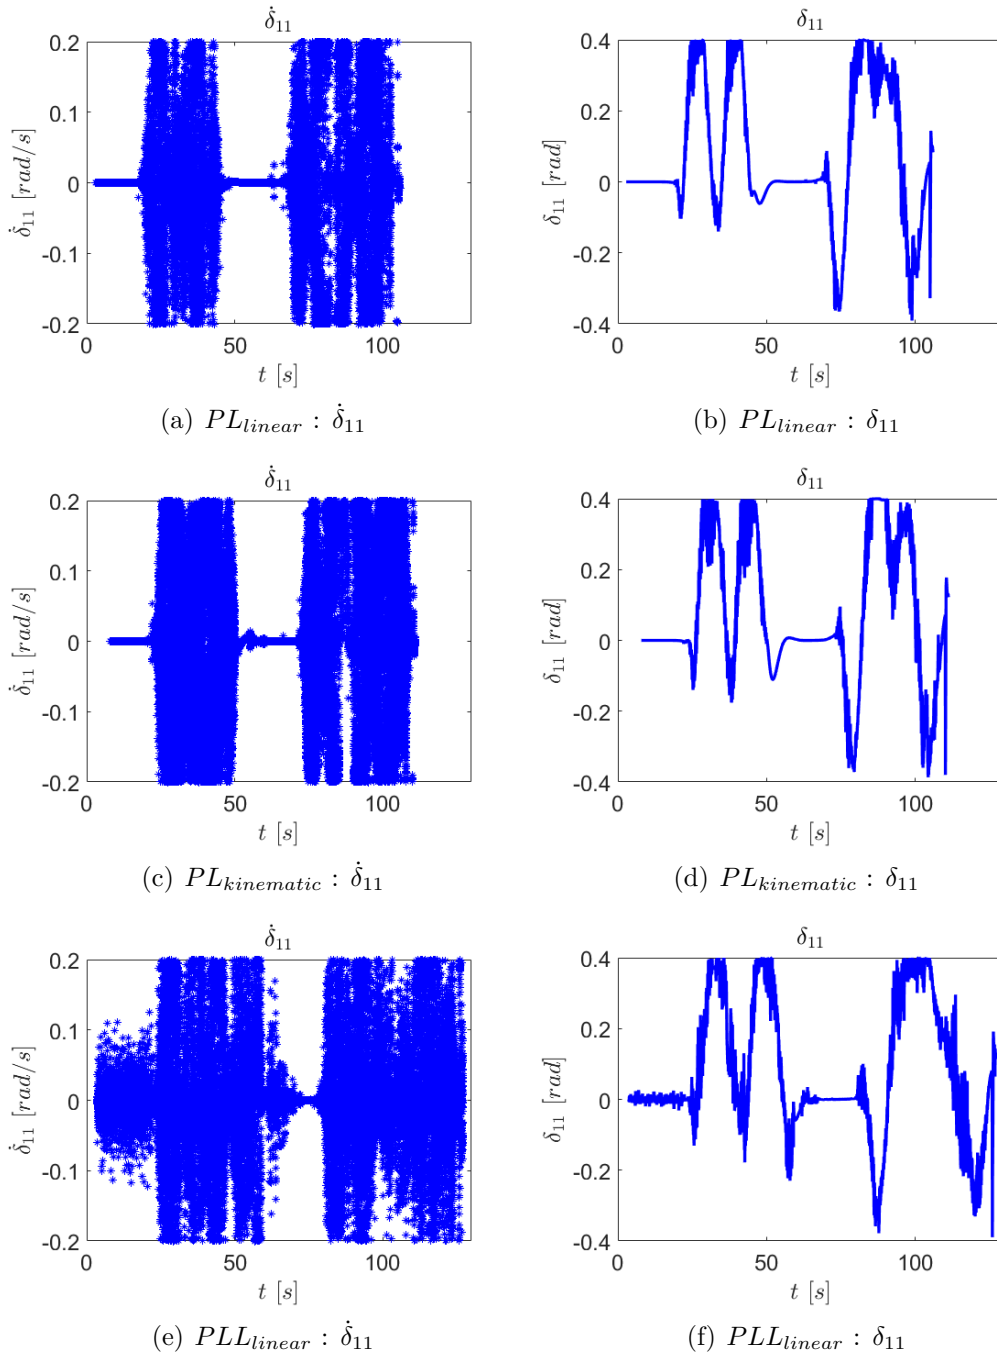 δ̇₁₁
0.2
0.1
0
-0.1
-0.2
δ̇₁₁ [rad/s]
0 50 100
t [s]
(a) PL_linear : δ̇₁₁
δ₁₁
0.4
0.2
0
-0.2
-0.4
δ₁₁ [rad]
0 50 100
t [s]
(b) PL_linear : δ₁₁
δ̇₁₁
0.2
0.1
0
-0.1
-0.2
δ̇₁₁ [rad/s]
0 50 100
t [s]
(c) PL_kinematic : δ̇₁₁
δ₁₁
0.4
0.2
0
-0.2
-0.4
δ₁₁ [rad]
0 50 100
t [s]
(d) PL_kinematic : δ₁₁
δ̇₁₁
0.2
0.1
0
-0.1
-0.2
δ̇₁₁ [rad/s]
0 50 100
t [s]
(e) PLL_linear : δ̇₁₁
δ₁₁
0.4
0.2
0
-0.2
-0.4
δ₁₁ [rad]
0 50 100
t [s]
(f) PLL_linear : δ₁₁